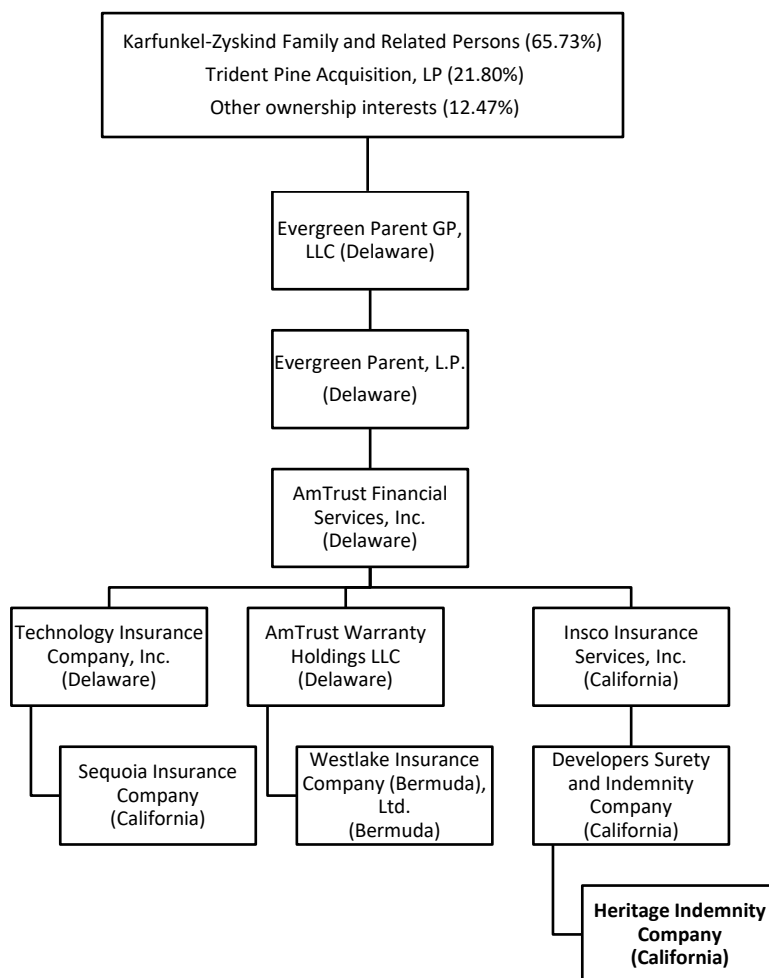 Karfunkel-Zyskind Family and Related Persons (65.73%)
Trident Pine Acquisition, LP (21.80%)
Other ownership interests (12.47%)
Evergreen Parent GP,
LLC (Delaware)
Evergreen Parent, L.P.
(Delaware)
AmTrust Financial
Services, Inc.
(Delaware)
Technology Insurance
Company, Inc.
(Delaware)
AmTrust Warranty
Holdings LLC
(Delaware)
Insco Insurance
Services, Inc.
(California)
Sequoia Insurance
Company
(California)
Westlake Insurance
Company (Bermuda),
Ltd.
(Bermuda)
Developers Surety
and Indemnity
Company
(California)
Heritage Indemnity
Company
(California)